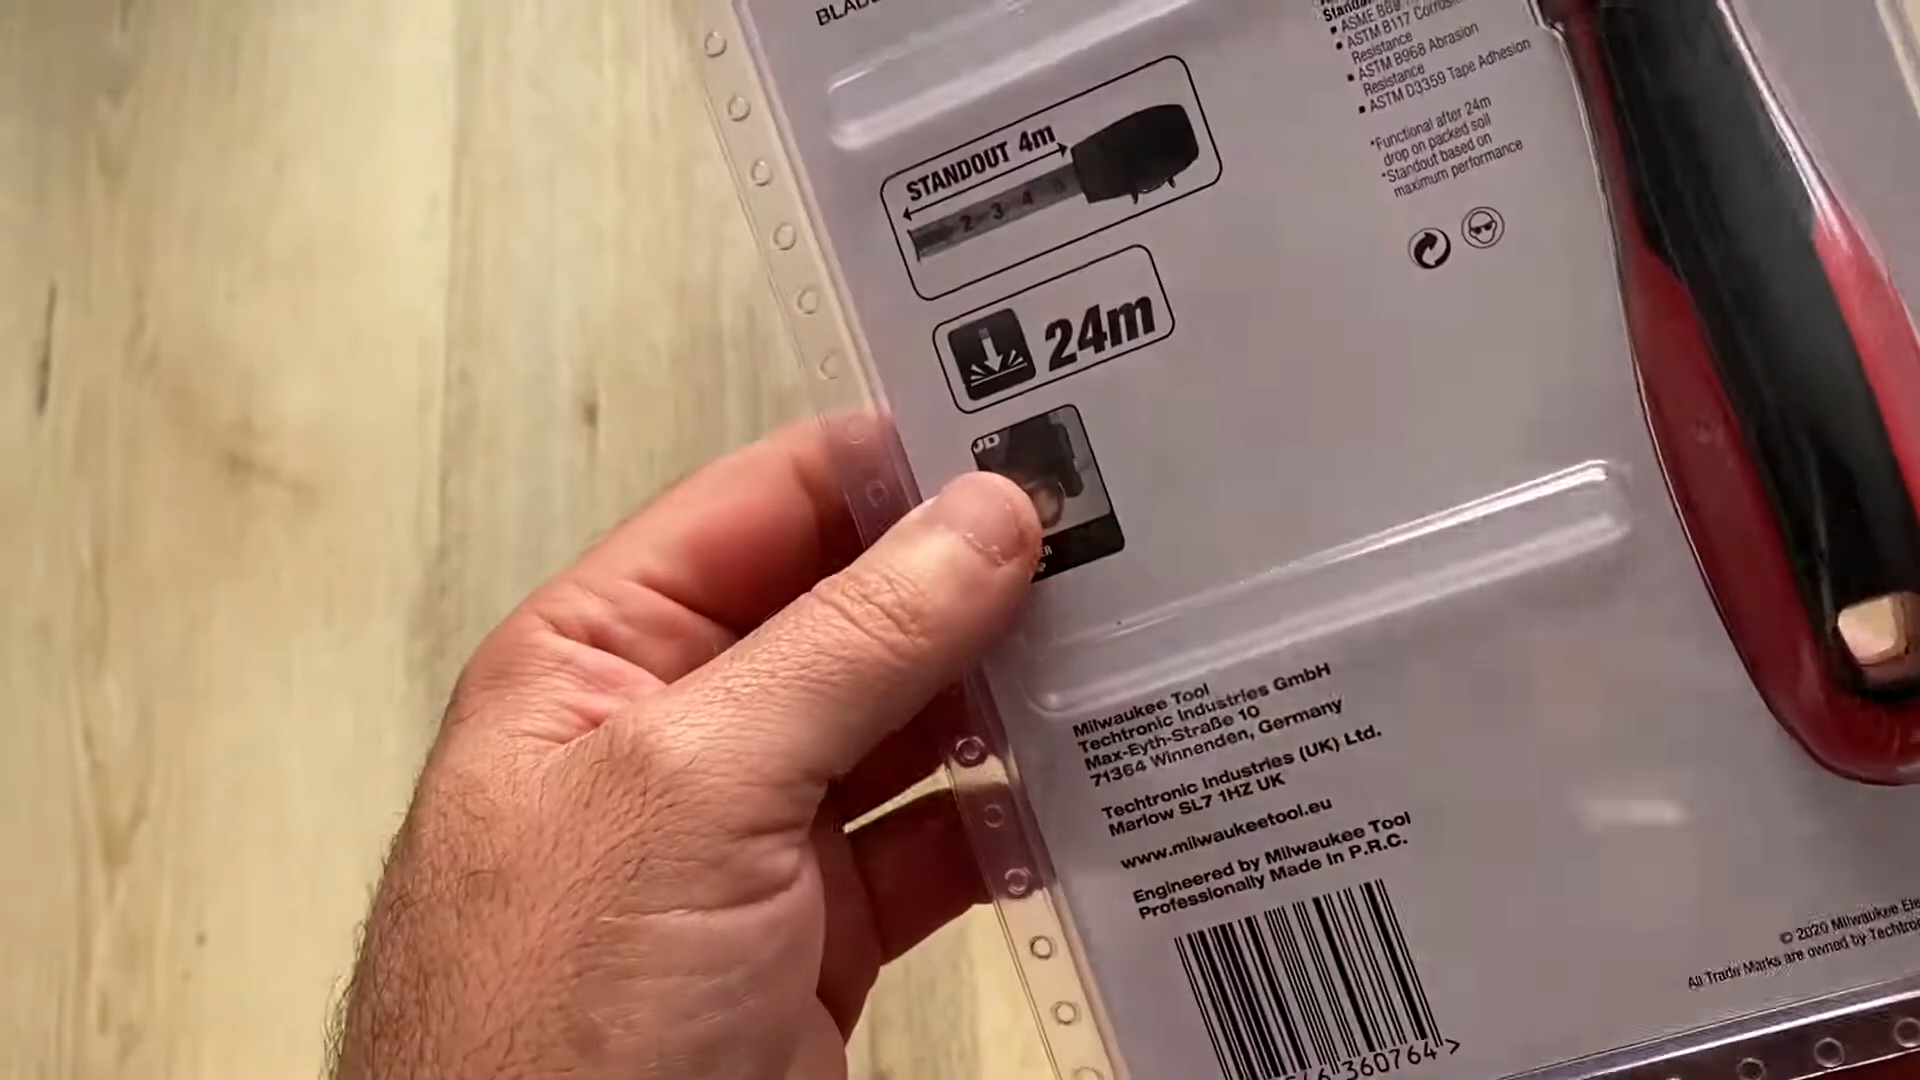 STANDOUT 4m
2 3 4
24m
ASTM B117
Resistance
ASTM B968 Abrasion
Resistance
ASTM D3359 Tape Adhesion
*Functional after 24m
drop on packed soil
*Standout based on
maximum performance
Milwaukee Tool
Techtronic Industries GmbH
Max-Eyth-Straße 10
71364 Winnenden, Germany
Techtronic Industries (UK) Ltd.
Marlow SL7 1HZ UK
www.milwaukeetool.eu
Engineered by Milwaukee Tool
Professionally Made in P.R.C.
360764 >
© 2020 Milwaukee
All Trade Marks are owned by